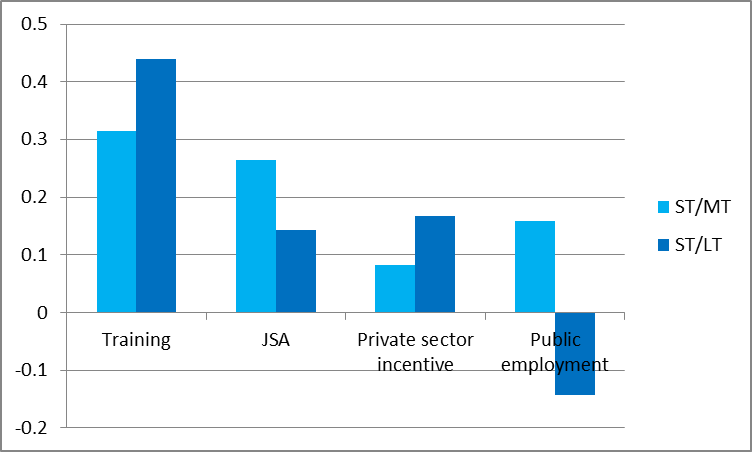 0.5
0.4
0.3
0.2
0.1
0
-0.1
-0.2
Training
JSA
Private sector
incentive
Public
employment
ST/MT
ST/LT